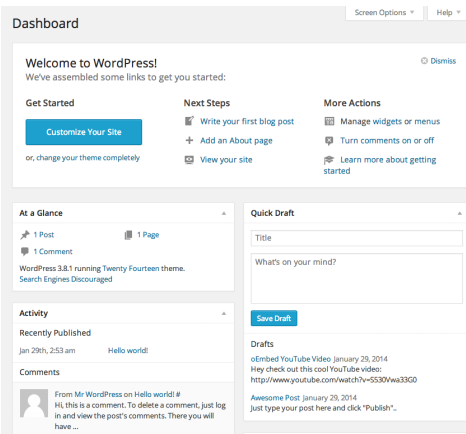 Screen Options
Help
Dashboard
Welcome to WordPress!
Dismiss
We've assembled some links to get you started:
Get Started
Customize Your Site
or, change your theme completely
Next Steps
Write your first blog post
Add an About page
View your site
More Actions
Manage widgets or menus
Turn comments on or off
Learn more about getting
started
At a Glance
1 Post
1 Page
1 Comment
WordPress 3.8.1 running Twenty Fourteen theme.
Search Engines Discouraged
Activity
Recently Published
Jan 29th, 2:53 am Hello world!
Comments
From Mr WordPress on Hello world! #
Hi, this is a comment. To delete a comment, just log
in and view the post's comments. There you will
have ...
Quick Draft
Title
What's on your mind?
Save Draft
Drafts
oEmbed YouTube Video January 29, 2014
Hey check out this cool YouTube video:
http://www.youtube.com/watch?v=S530Vwa33G0
Awesome Post January 29, 2014
Just type your post here and click "Publish"..